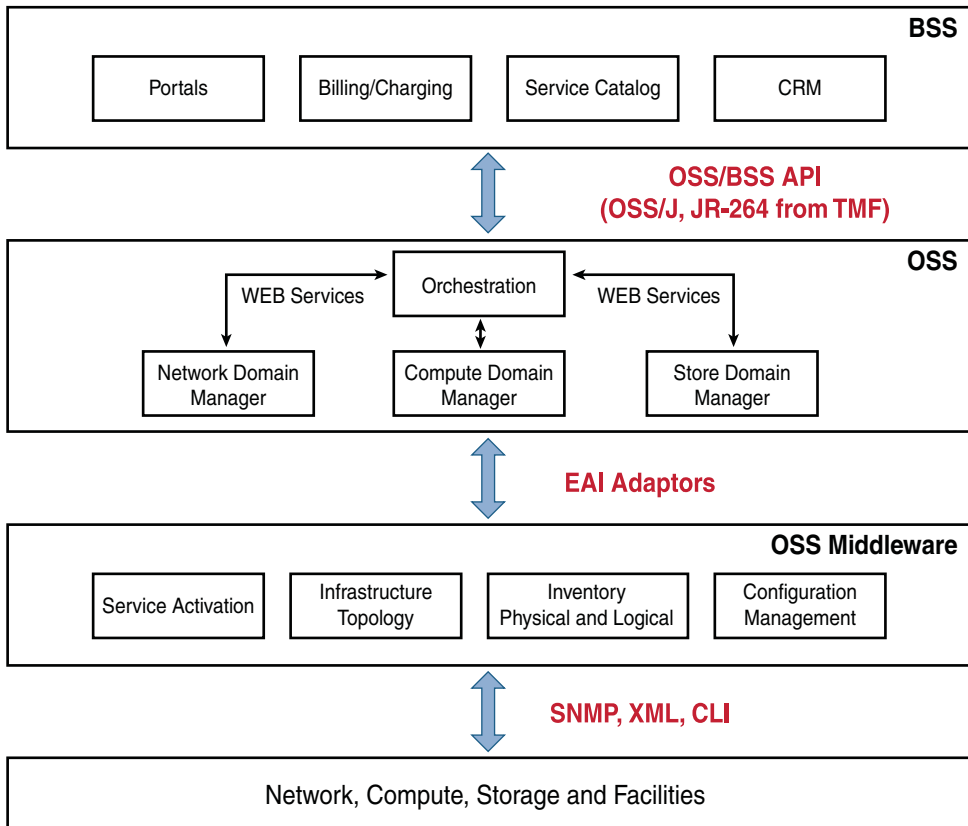 BSS
Portals
Billing/Charging
Service Catalog
CRM
OSS/BSS API
(OSS/J, JR-264 from TMF)
OSS
Orchestration
WEB Services
WEB Services
Network Domain
Manager
Compute Domain
Manager
Store Domain
Manager
EAI Adaptors
OSS Middleware
Service Activation
Infrastructure
Topology
Inventory
Physical and Logical
Configuration
Management
SNMP, XML, CLI
Network, Compute, Storage and Facilities